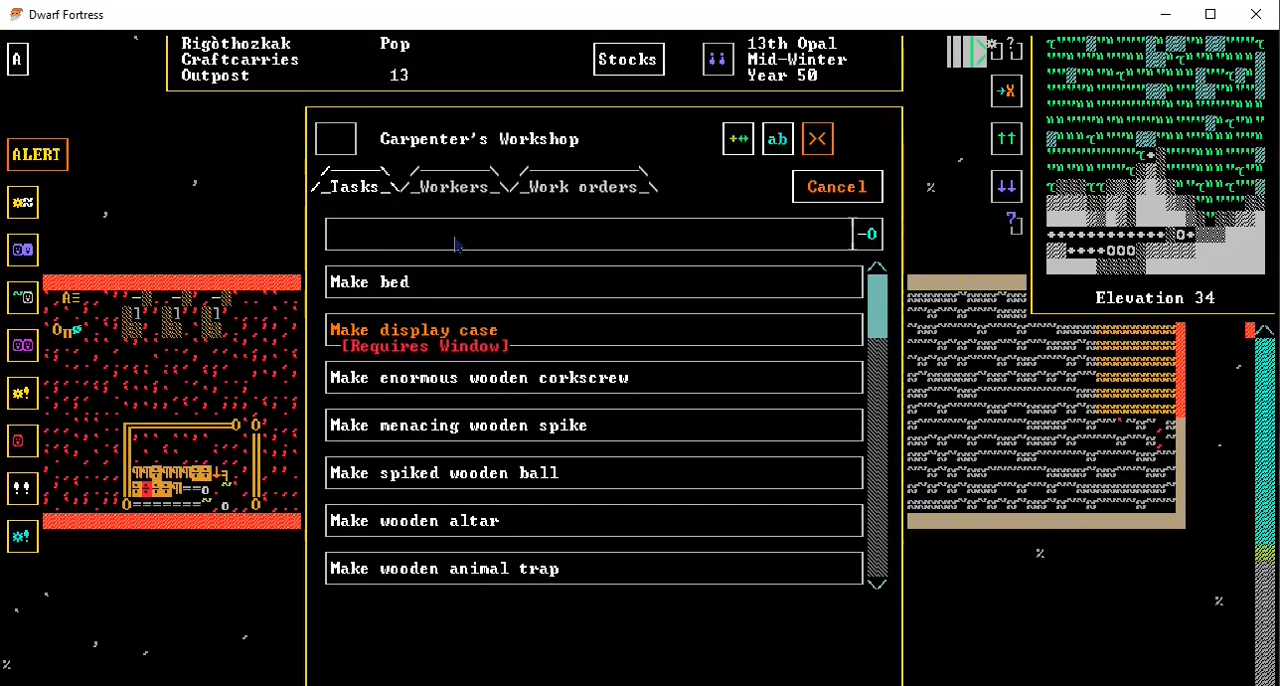 Dwarf Fortress
A
Rigòthozkak
Craftcarries
Outpost
Pop
13
Stocks
13th Opal
Mid-Winter
Year 50
ALERT
Carpenter's Workshop
ab
Tasks
Workers
Work orders
Cancel
Make bed
Make display case
[Requires Window]
Make enormous wooden corkscrew
Make menacing wooden spike
Make spiked wooden ball
Make wooden altar
Make wooden animal trap
Elevation 34